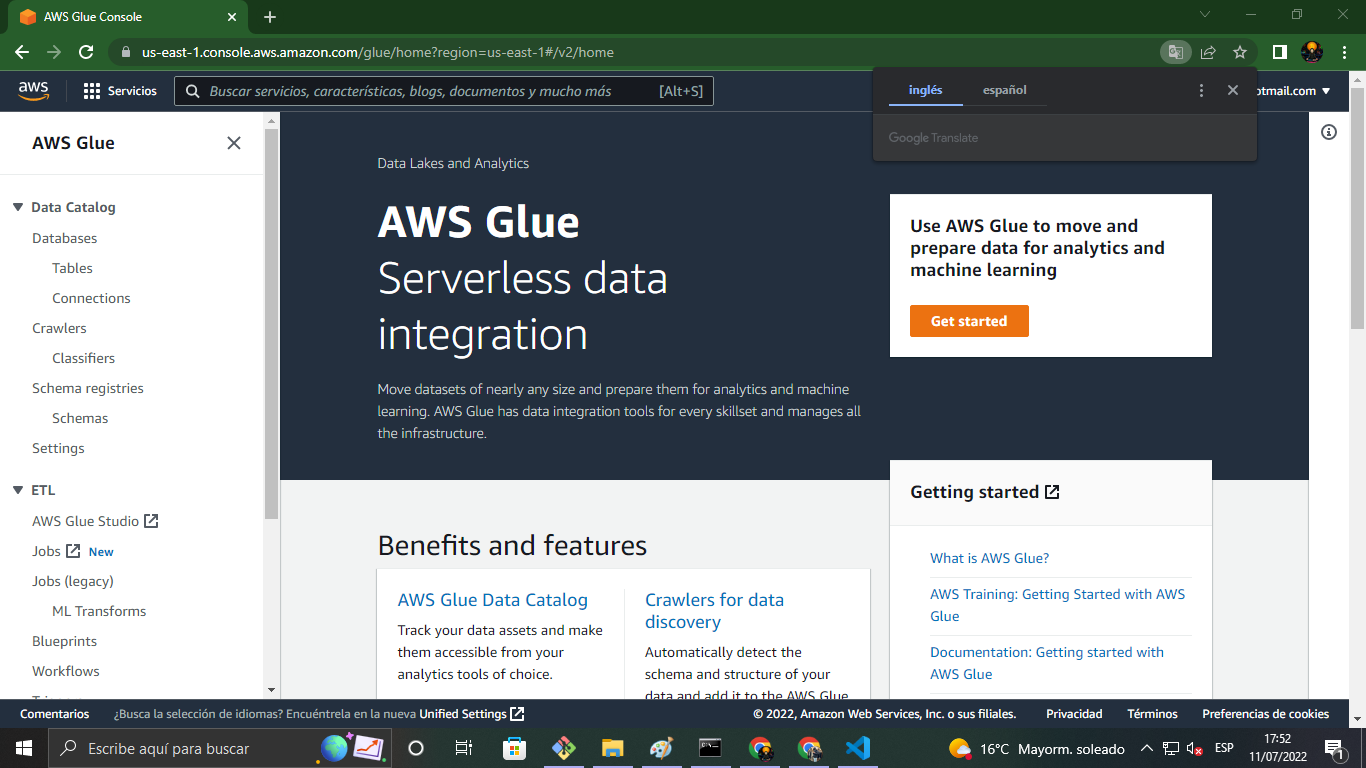 AWS Glue Console
us-east-1.console.aws.amazon.com/glue/home?region=us-east-1#/v2/home
aws
Servicios
Buscar servicios, características, blogs, documentos y mucho más
[Alt+S]
otmail.com
inglés
español
Google Translate
AWS Glue
Data Catalog
Databases
Tables
Connections
Crawlers
Classifiers
Schema registries
Schemas
Settings
ETL
AWS Glue Studio
Jobs New
Jobs (legacy)
ML Transforms
Blueprints
Workflows
Data Lakes and Analytics
AWS Glue
Serverless data
integration
Move datasets of nearly any size and prepare them for analytics and machine
learning. AWS Glue has data integration tools for every skillset and manages all
the infrastructure.
Use AWS Glue to move and
prepare data for analytics and
machine learning
Get started
Benefits and features
AWS Glue Data Catalog
Track your data assets and make
them accessible from your
analytics tools of choice.
Crawlers for data
discovery
Automatically detect the
schema and structure of your
data and add it to the AWS Glue
Getting started
What is AWS Glue?
AWS Training: Getting Started with AWS
Glue
Documentation: Getting started with
AWS Glue
Comentarios
¿Busca la selección de idiomas? Encuéntrela en la nueva Unified Settings
© 2022, Amazon Web Services, Inc. o sus filiales.
Privacidad
Términos
Preferencias de cookies
Escribe aquí para buscar
16°C Mayorm. soleado
ESP
17:52
11/07/2022
1